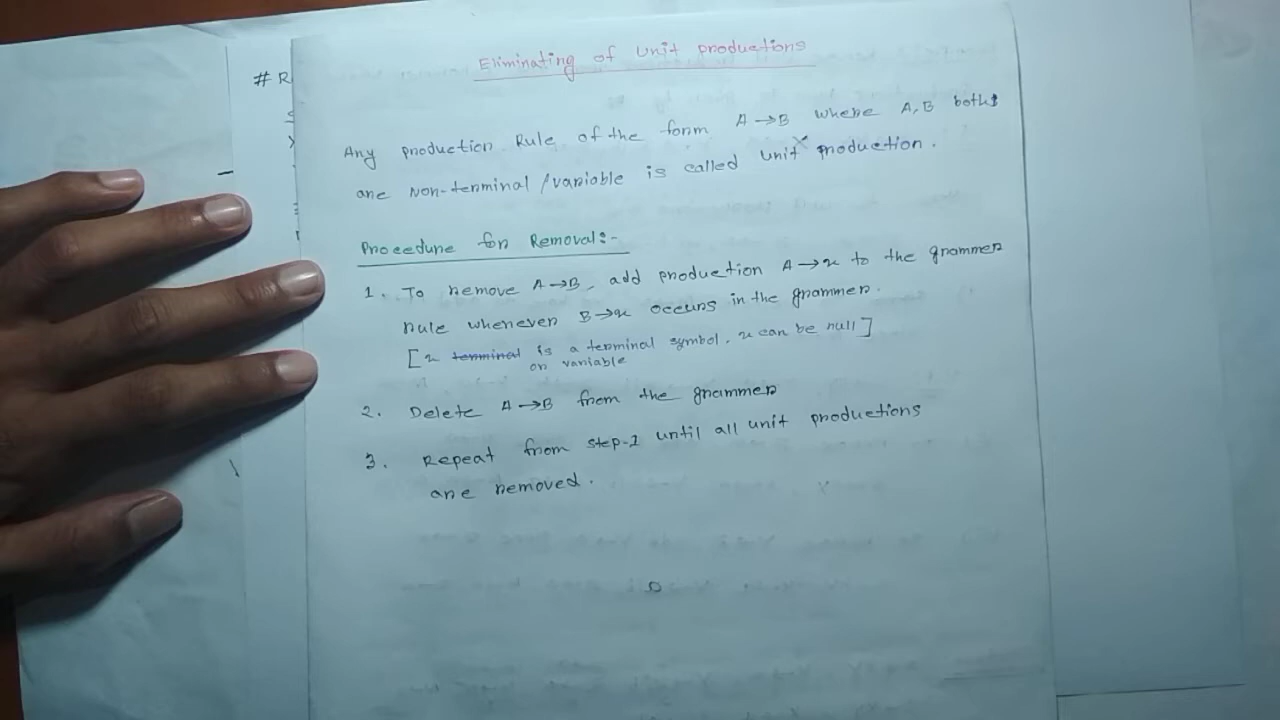 Eliminating of unit productions
# R
Any production Rule of the form A→B where A, B both
are Non-terminal/variable is called unit production.
Procedure for Removal:-
1. To remove A→B, add production A→x to the grammer
rule whenever B→x occurs in the grammer.
[x terminal is a terminal symbol. x can be null]
or variable
2. Delete A→B from the grammer
3. Repeat from step-1 until all unit productions
are removed.